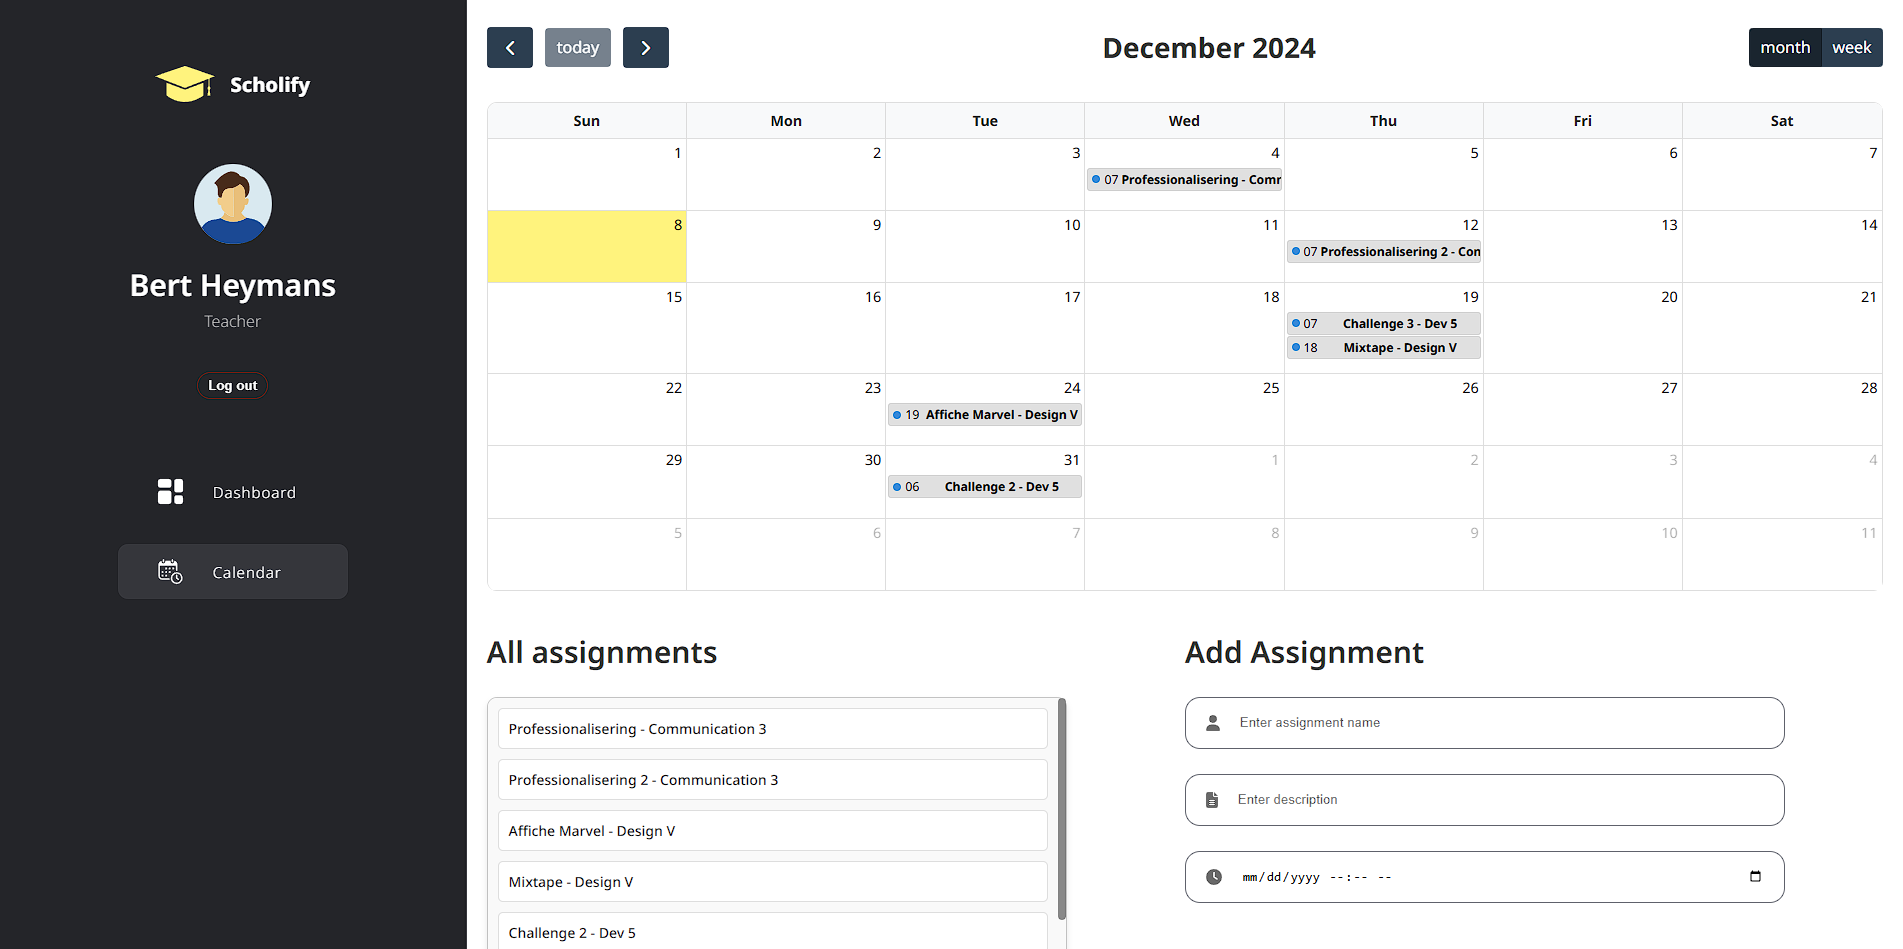 Scholify
Bert Heymans
Teacher
Log out
Dashboard
Calendar
today
December 2024
month week
Sun Mon Tue Wed Thu Fri Sat
1 2 3 4 5 6 7
07 Professionalisering - Comm
8 9 10 11 12 13 14
07 Professionalisering 2 - Con
15 16 17 18 19 20 21
07 Challenge 3 - Dev 5
18 Mixtape - Design V
22 23 24 25 26 27 28
19 Affiche Marvel - Design V
29 30 31 1 2 3 4
06 Challenge 2 - Dev 5
5 6 7 8 9 10 11
All assignments
Professionalisering - Communication 3
Professionalisering 2 - Communication 3
Affiche Marvel - Design V
Mixtape - Design V
Challenge 2 - Dev 5
Add Assignment
Enter assignment name
Enter description
mm/dd/yyyy --:-- --